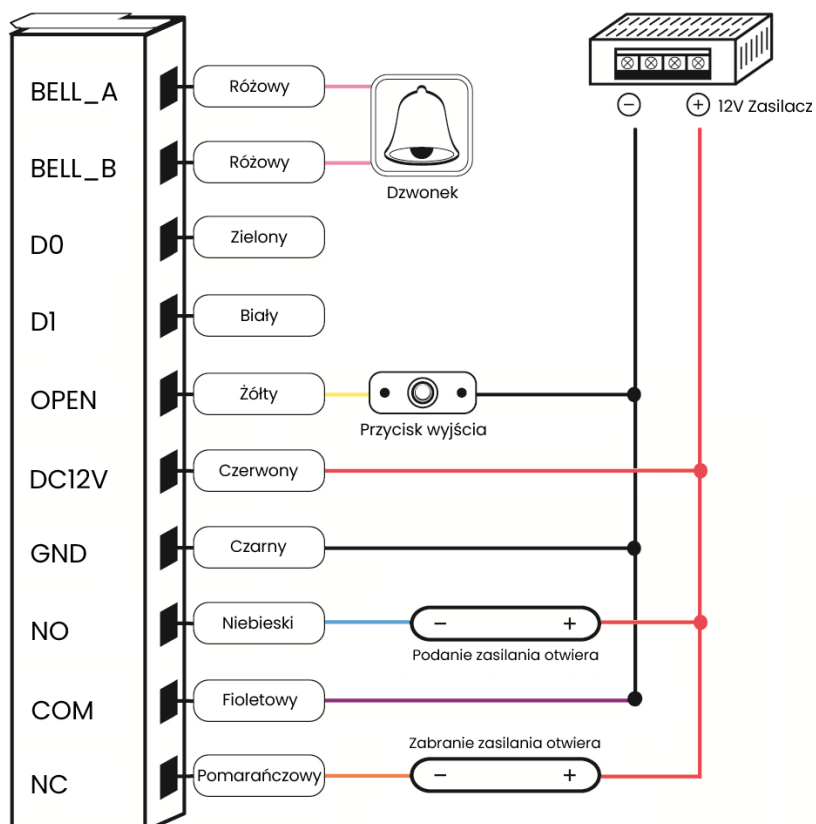 BELL_A
Różowy
BELL_B
Różowy
Dzwonek
− + 12V Zasilacz
D0
Zielony
D1
Biały
OPEN
Żółty
Przycisk wyjścia
DC12V
Czerwony
GND
Czarny
NO
Niebieski
− +
Podanie zasilania otwiera
COM
Fioletowy
Zabranie zasilania otwiera
NC
Pomarańczowy
− +